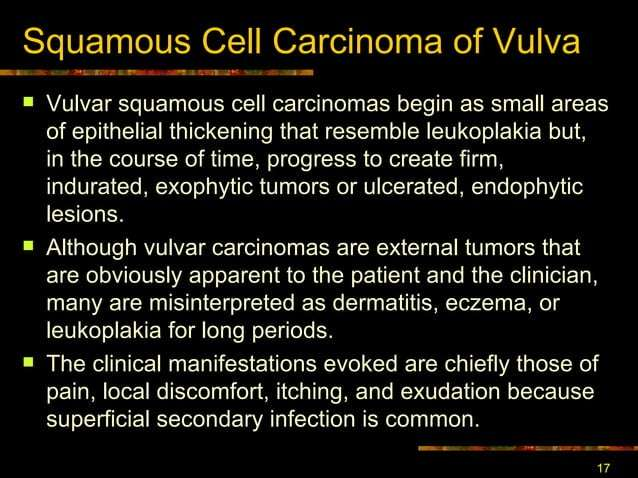 Squamous Cell Carcinoma of Vulva
Vulvar squamous cell carcinomas begin as small areas
of epithelial thickening that resemble leukoplakia but,
in the course of time, progress to create firm,
indurated, exophytic tumors or ulcerated, endophytic
lesions.
Although vulvar carcinomas are external tumors that
are obviously apparent to the patient and the clinician,
many are misinterpreted as dermatitis, eczema, or
leukoplakia for long periods.
The clinical manifestations evoked are chiefly those of
pain, local discomfort, itching, and exudation because
superficial secondary infection is common.
17